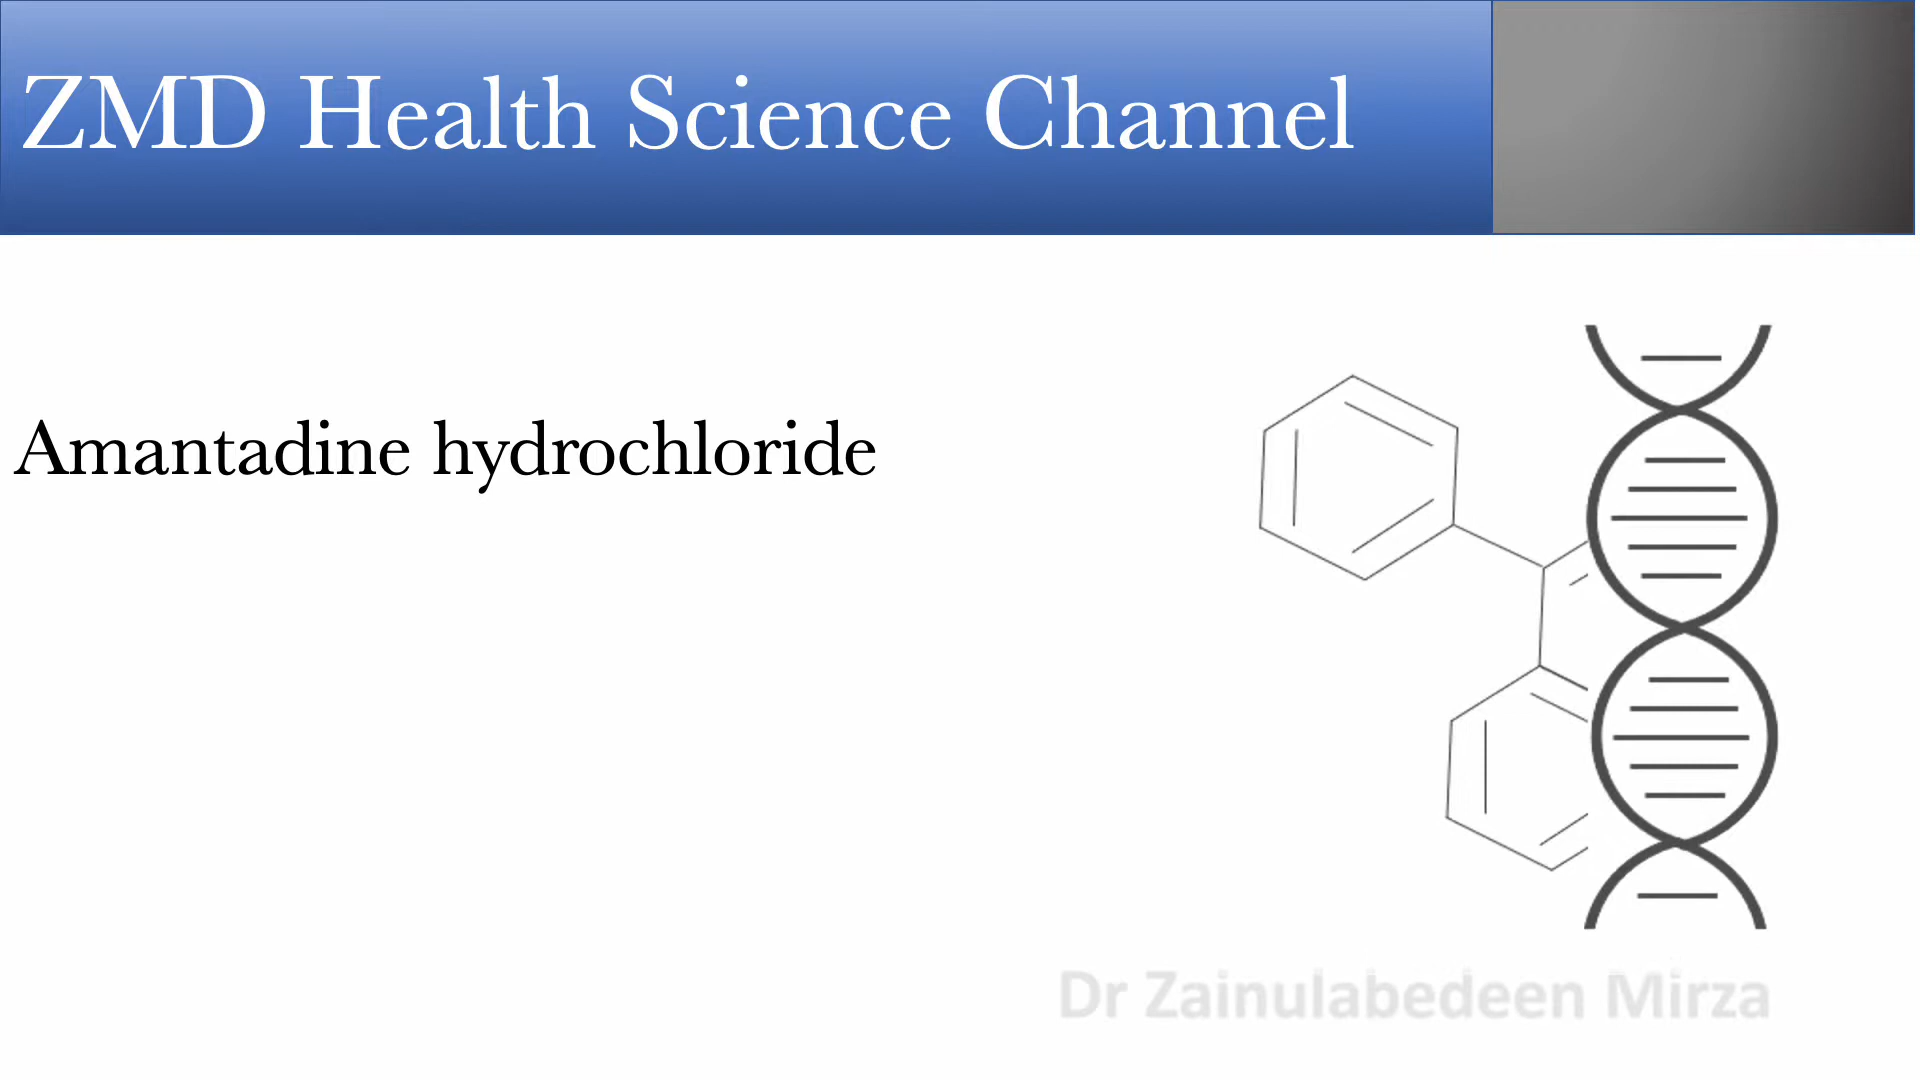 ZMD Health Science Channel
Amantadine hydrochloride
Dr Zainulabedeen Mirza